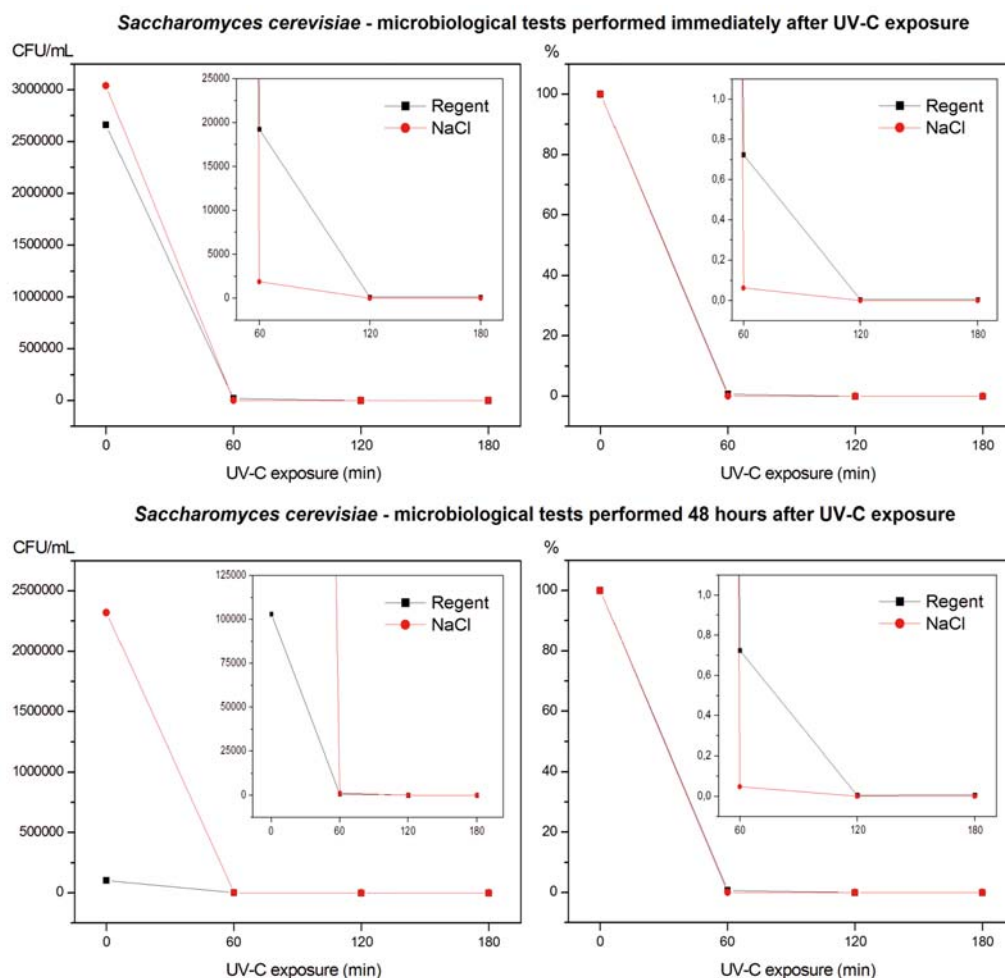 Saccharomyces cerevisiae - microbiological tests performed immediately after UV-C exposure
CFU/mL
3000000
2500000
2000000
1500000
1000000
500000
0
0 60 120 180
UV-C exposure (min)
25000
20000
15000
10000
5000
0
60 120 180
Regent
NaCl
%
100
80
60
40
20
0
0 60 120 180
UV-C exposure (min)
1,0
0,8
0,6
0,4
0,2
0,0
60 120 180
Regent
NaCl
Saccharomyces cerevisiae - microbiological tests performed 48 hours after UV-C exposure
CFU/mL
2500000
2000000
1500000
1000000
500000
0
0 60 120 180
UV-C exposure (min)
125000
100000
75000
50000
25000
0
0 60 120 180
Regent
NaCl
%
100
80
60
40
20
0
0 60 120 180
UV-C exposure (min)
1,0
0,8
0,6
0,4
0,2
0,0
60 120 180
Regent
NaCl